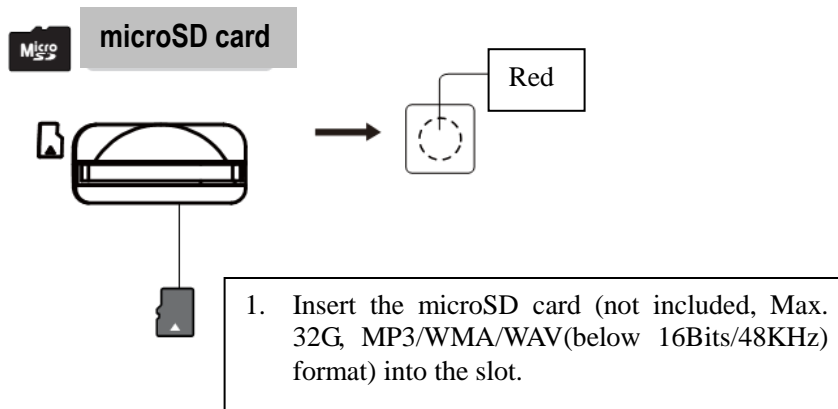 Micro
SD
microSD card
Red
1. Insert the microSD card (not included, Max.
32G, MP3/WMA/WAV(below 16Bits/48KHz)
format) into the slot.